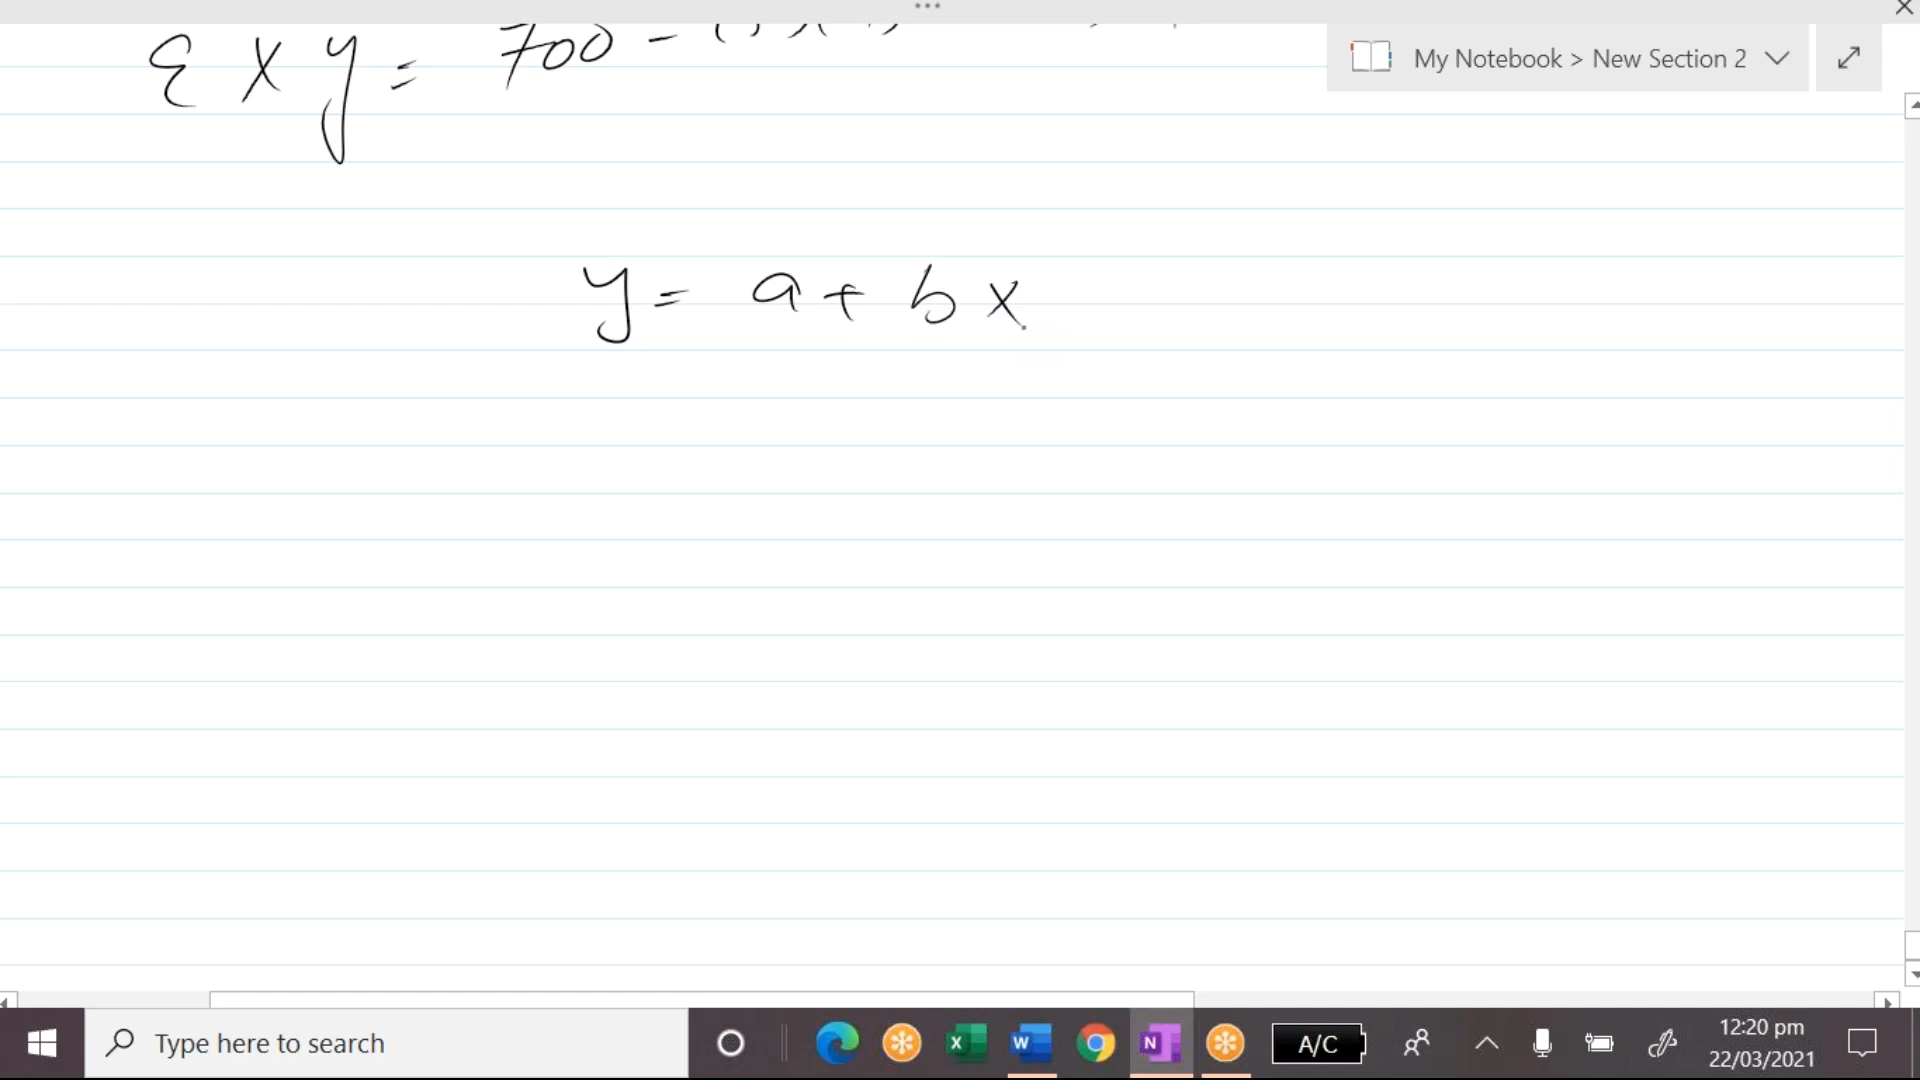 Σ X y = 700 -
My Notebook > New Section 2
y = a + b x
Type here to search
A/C
12:20 pm
22/03/2021